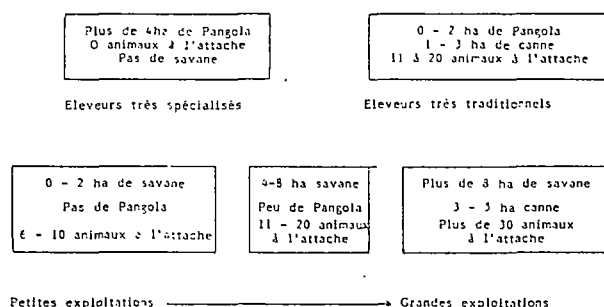 Plus de 4ha de Pangola
0 animaux à l'attache
Pas de savane
0 - 2 ha de Pangola
1 - 3 ha de canne
11 à 20 animaux à l'attache
Eleveurs très spécialisés
Eleveurs très traditionnels
0 - 2 ha de savane
Pas de Pangola
6 - 10 animaux à l'attache
4-8 ha savane
Peu de Pangola
11 - 20 animaux
à l'attache
Plus de 8 ha de savane
3 - 5 ha canne
Plus de 30 animaux
à l'attache
Petites exploitations
Grandes exploitations